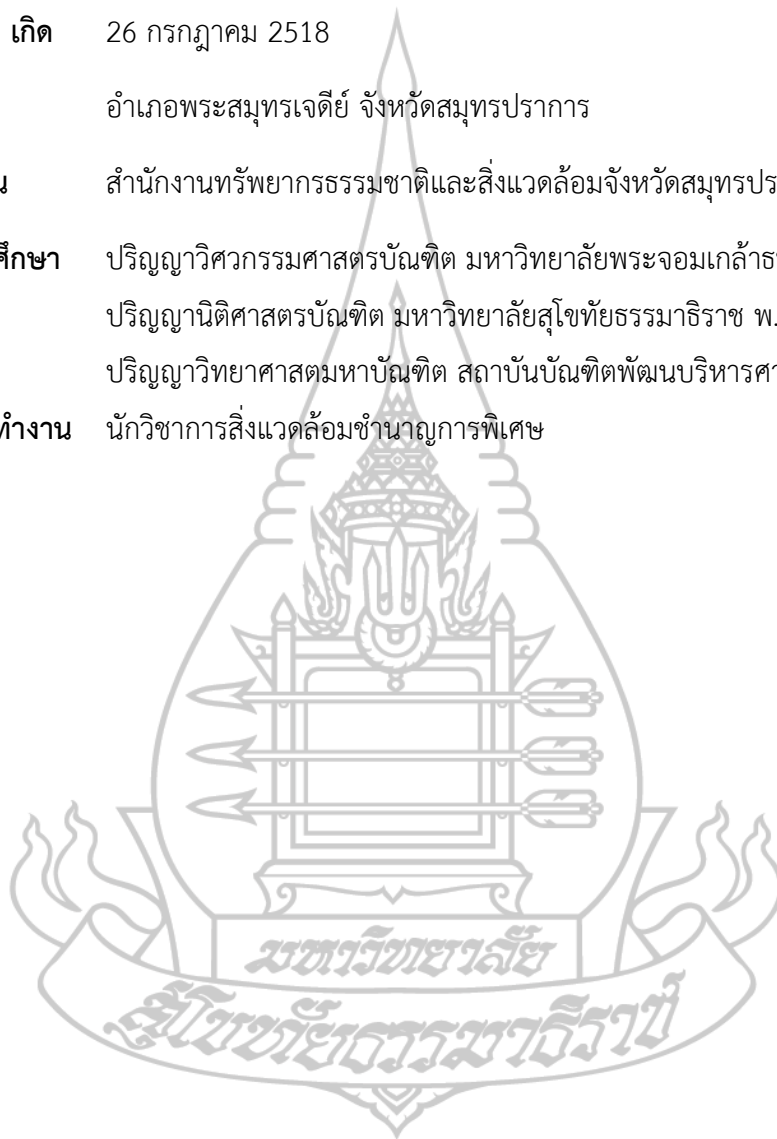 เกิด 26 กรกฎาคม 2518
อำเภอพระสมุทรเจดีย์ จังหวัดสมุทรปราการ
น สำนักงานทรัพยากรธรรมชาติและสิ่งแวดล้อมจังหวัดสมุทรปร
ศึกษา ปริญญาวิศวกรรมศาสตรบัณฑิต มหาวิทยาลัยพระจอมเกล้าธ
ปริญญานิติศาสตรบัณฑิต มหาวิทยาลัยสุโขทัยธรรมาธิราช พ.
ปริญญาวิทยาศาสตมหาบัณฑิต สถาบันบัณฑิตพัฒนบริหารศา
ทำงาน นักวิชาการสิ่งแวดล้อมชำนาญการพิเศษ
มหาวิทยาลัย
สุโขทัยธรรมาธิราช